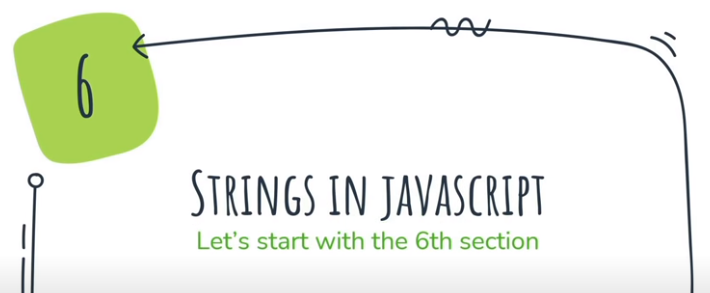 6
Strings in javascript
Let's start with the 6th section